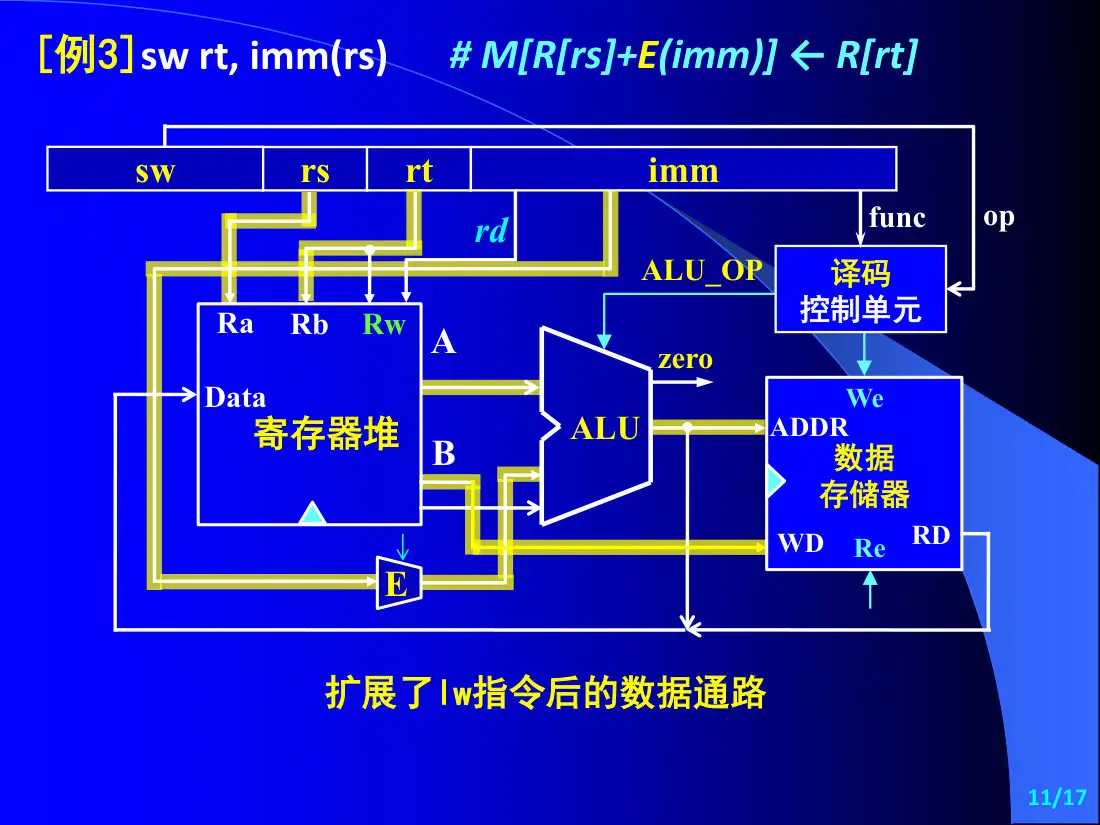 [例3] sw rt, imm(rs) # M[R[rs]+E(imm)] ← R[rt]
sw rs rt imm
rd
func
op
ALU_OP
译码
控制单元
Ra Rb Rw
A
zero
Data
We
寄存器堆
B
ALU
ADDR
数据
存储器
WD
Re
RD
E
扩展了lw指令后的数据通路
11/17